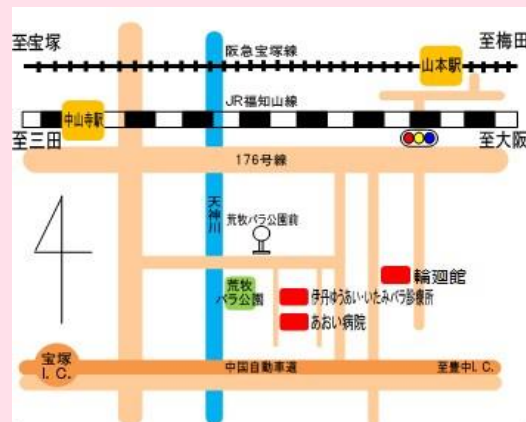 至宝塚
阪急宝塚線
山本駅
至梅田
JR福知山線
中山寺駅
至三田
至大阪
176号線
天神川
荒牧バラ公園前
荒牧
バラ公園
輪廻館
伊丹ゆうあい・いたみバラ診療所
あおい病院
宝塚
I. C.
中国自動車道
至豊中I. C.